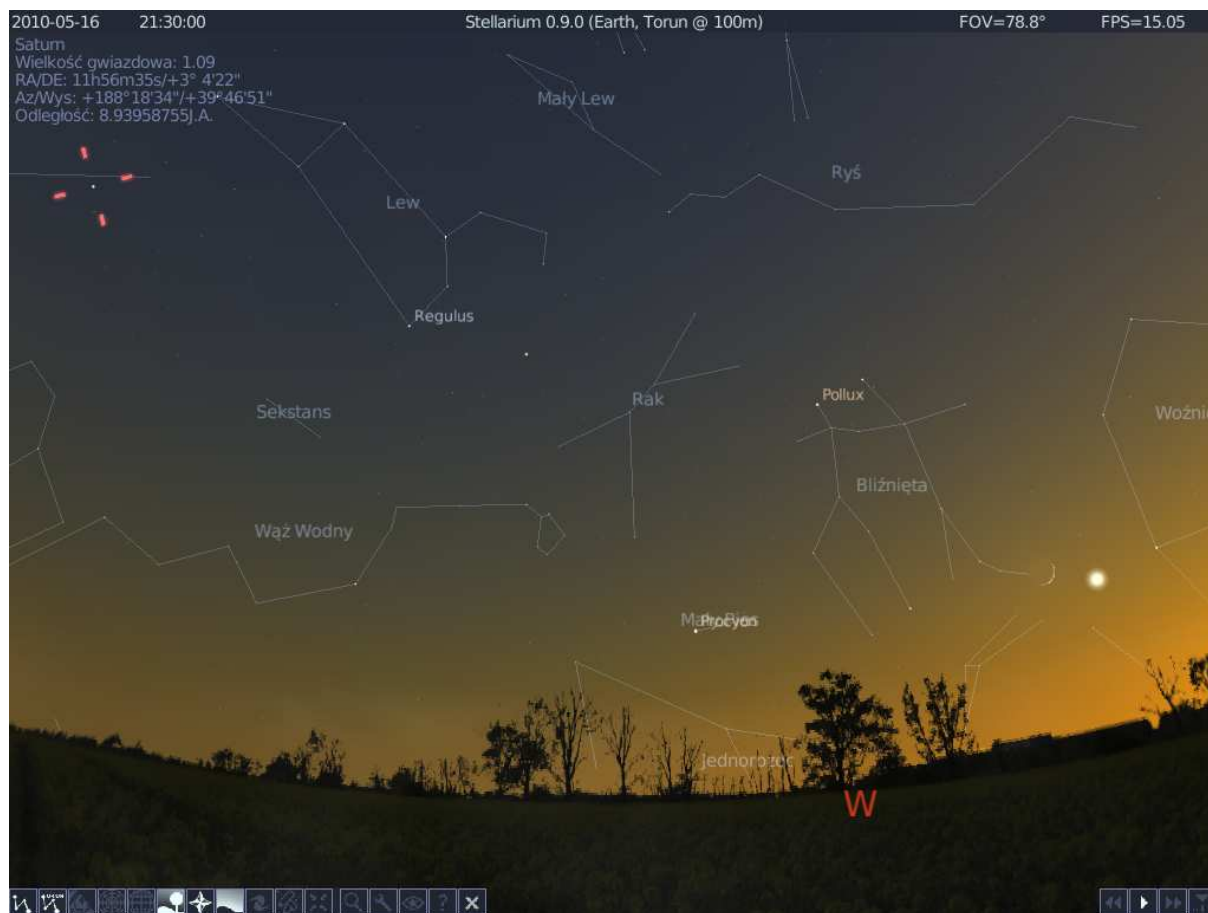 2010-05-16 21:30:00 Stellarium 0.9.0 (Earth, Torun @ 100m) FOV=78.8° FPS=15.05
Saturn
Wielkość gwiazdowa: 1.09
RA/DE: 11h56m35s/+3° 4'22"
Az/Wys: +188°18'34"/+39°46'51"
Odległość: 8.93958755J.A.
Mały Lew
Ryś
Lew
Regulus
Pollux
Rak
Sekstans
Woźni
Bliźnięta
Wąż Wodny
Mały Pies
Procyon
Jednorożec
W
?